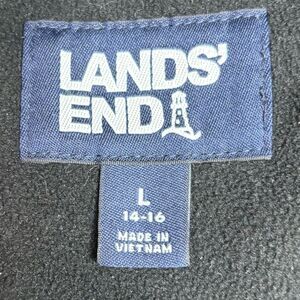 LANDS'
END
L
14-16
MADE IN
VIETNAM